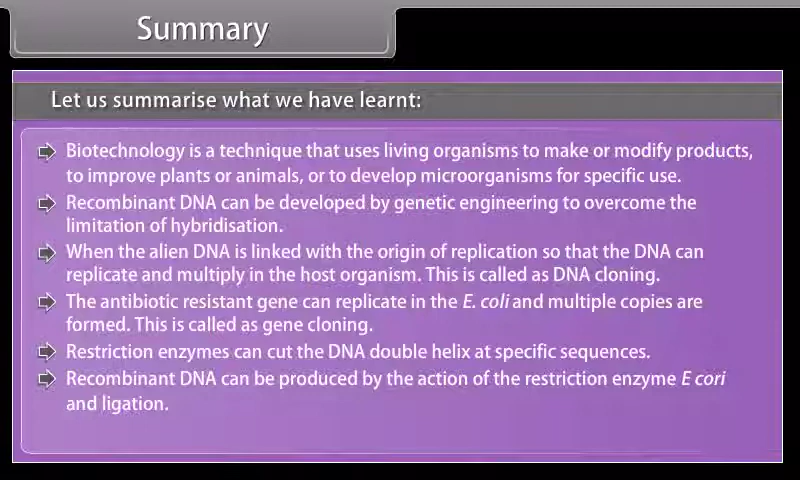 Summary
Let us summarise what we have learnt:
Biotechnology is a technique that uses living organisms to make or modify products,
to improve plants or animals, or to develop microorganisms for specific use.
Recombinant DNA can be developed by genetic engineering to overcome the
limitation of hybridisation.
When the alien DNA is linked with the origin of replication so that the DNA can
replicate and multiply in the host organism. This is called as DNA cloning.
The antibiotic resistant gene can replicate in the E. coli and multiple copies are
formed. This is called as gene cloning.
Restriction enzymes can cut the DNA double helix at specific sequences.
Recombinant DNA can be produced by the action of the restriction enzyme E cori
and ligation.